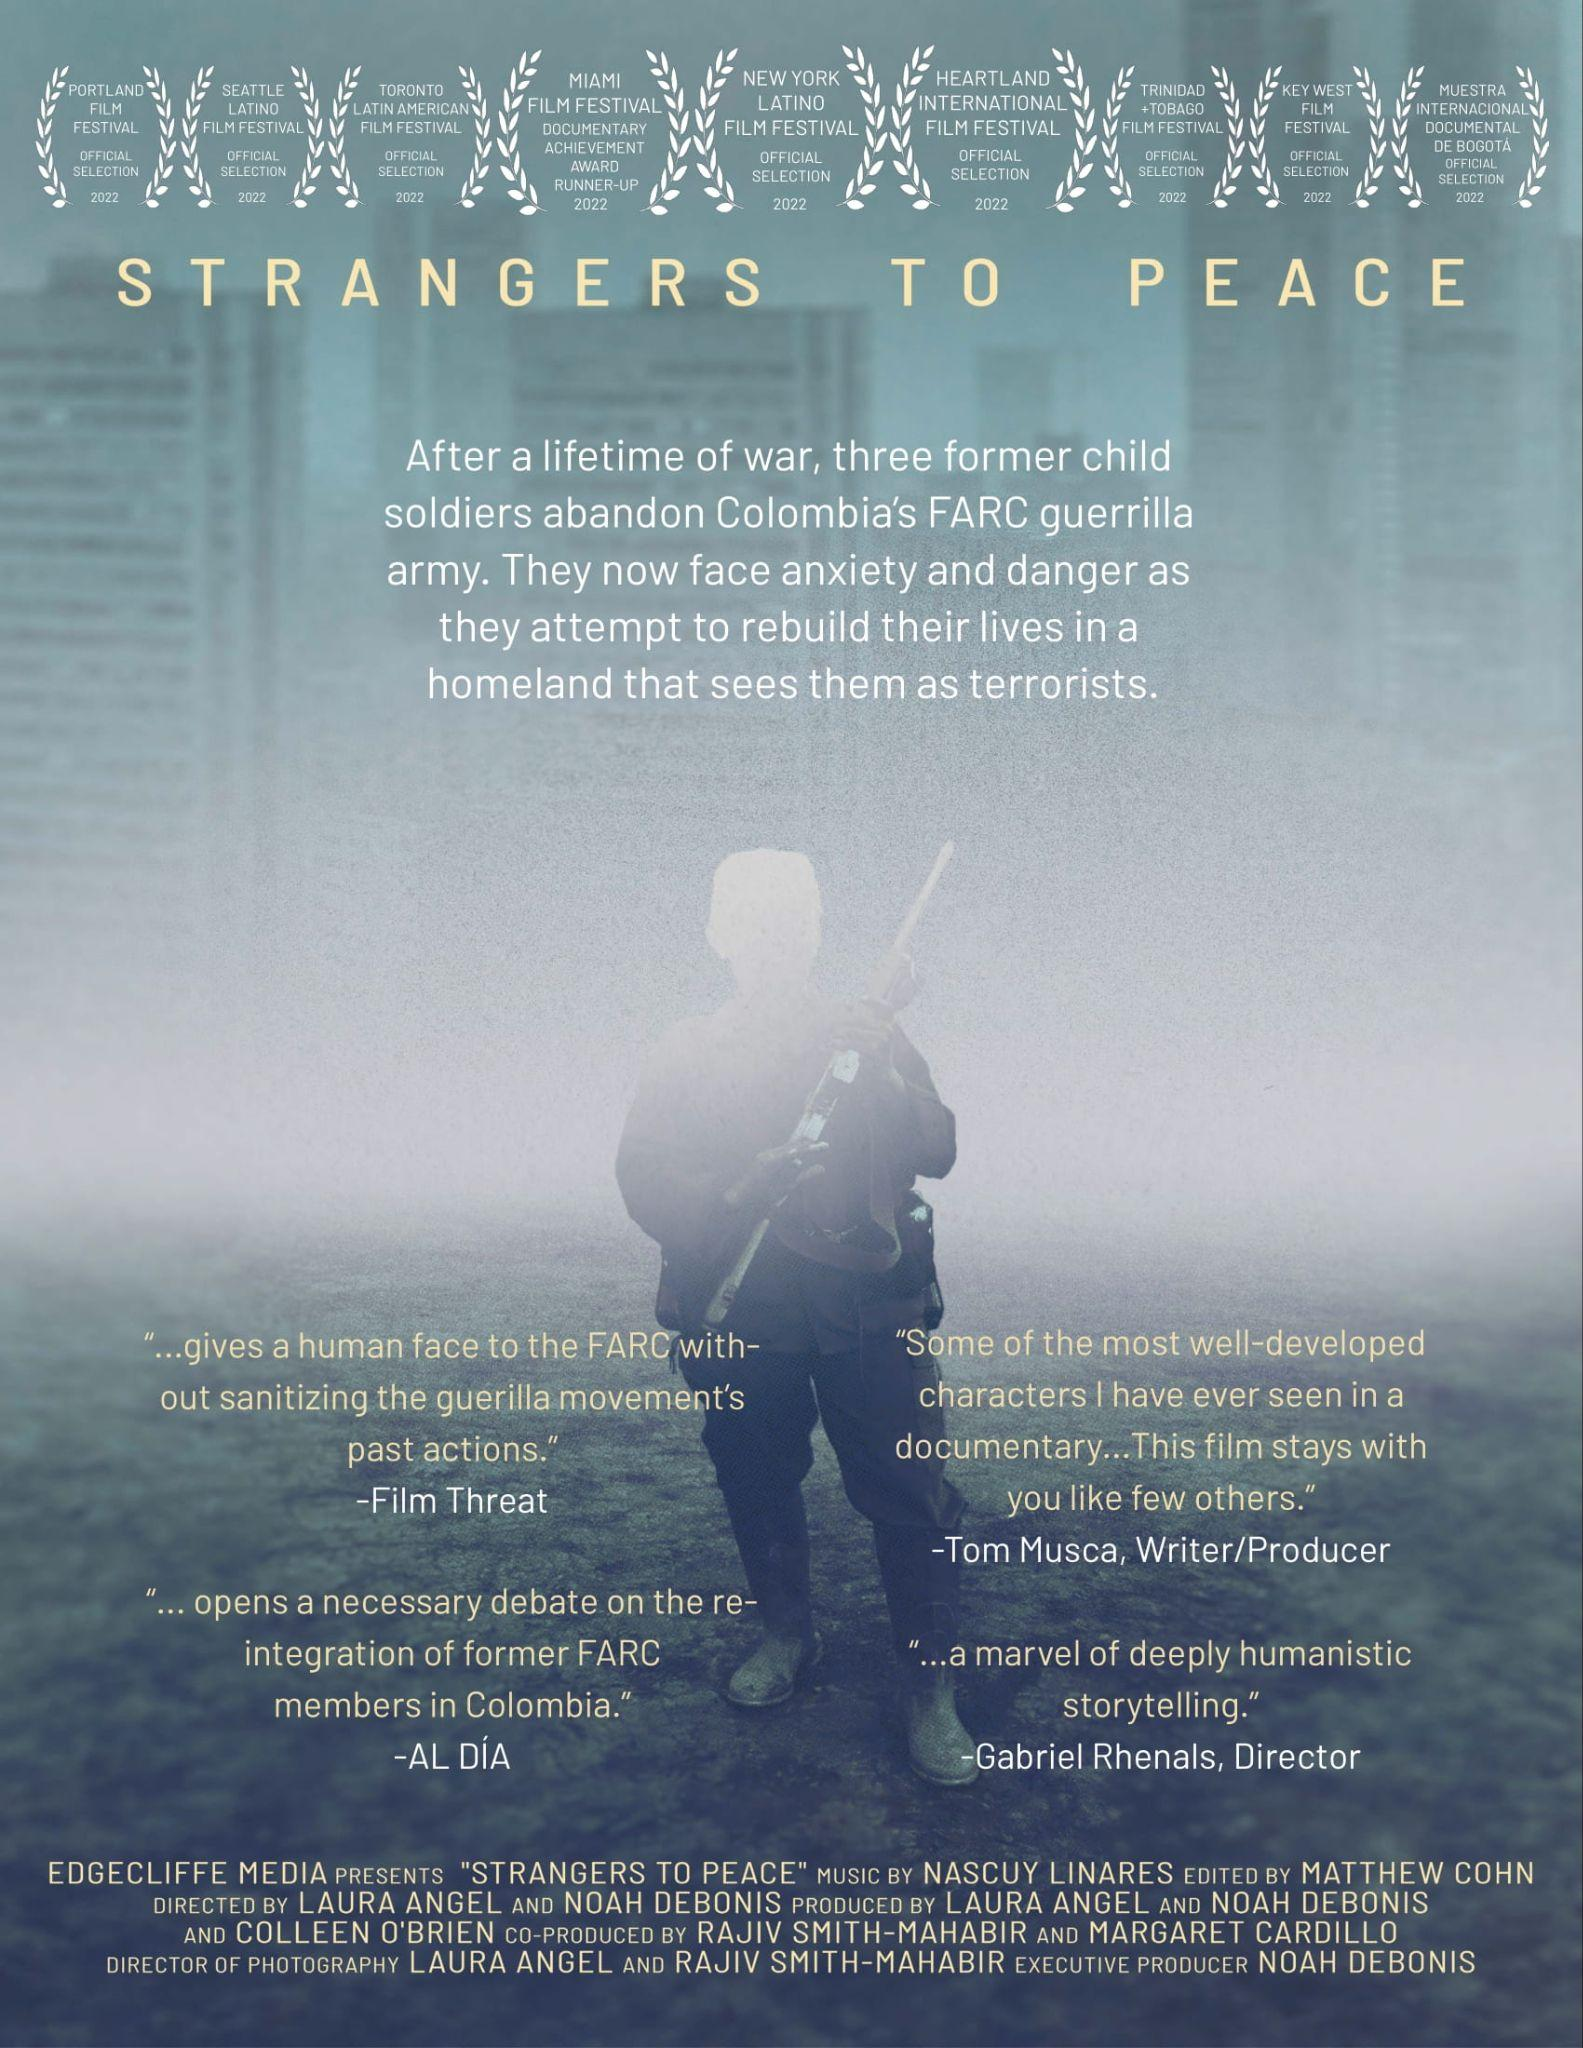 PORTLAND
FILM
FESTIVAL
OFFICIAL
SELECTION
2022
SEATTLE
LATINO
FILM FESTIVAL
OFFICIAL
SELECTION
2022
TORONTO
LATIN AMERICAN
FILM FESTIVAL
OFFICIAL
SELECTION
2022
MIAMI
FILM FESTIVAL
DOCUMENTARY
ACHIEVEMENT
AWARD
RUNNER-UP
2022
NEW YORK
LATINO
FILM FESTIVAL
OFFICIAL
SELECTION
2022
HEARTLAND
INTERNATIONAL
FILM FESTIVAL
OFFICIAL
SELECTION
2022
TRINIDAD
+TOBAGO
FILM FESTIVAL
OFFICIAL
SELECTION
2022
KEY WEST
FILM
FESTIVAL
OFFICIAL
SELECTION
2022
MUESTRA
INTERNACIONAL
DOCUMENTAL
DE BOGOTÁ
OFFICIAL
SELECTION
2022
STRANGERS TO PEACE
After a lifetime of war, three former child
soldiers abandon Colombia's FARC guerrilla
army. They now face anxiety and danger as
they attempt to rebuild their lives in a
homeland that sees them as terrorists.
"...gives a human face to the FARC with-
out sanitizing the guerilla movement's
past actions."
-Film Threat
"... opens a necessary debate on the re-
integration of former FARC
members in Colombia."
-AL DÍA
"Some of the most well-developed
characters I have ever seen in a
documentary...This film stays with
you like few others."
-Tom Musca, Writer/Producer
"...a marvel of deeply humanistic
storytelling."
-Gabriel Rhenals, Director
EDGECLIFFE MEDIA PRESENTS "STRANGERS TO PEACE" MUSIC BY NASCUY LINARES EDITED BY MATTHEW COHN
DIRECTED BY LAURA ANGEL AND NOAH DEBONIS PRODUCED BY LAURA ANGEL AND NOAH DEBONIS
AND COLLEEN O'BRIEN CO-PRODUCED BY RAJIV SMITH-MAHABIR AND MARGARET CARDILLO
DIRECTOR OF PHOTOGRAPHY LAURA ANGEL AND RAJIV SMITH-MAHABIR EXECUTIVE PRODUCER NOAH DEBONIS